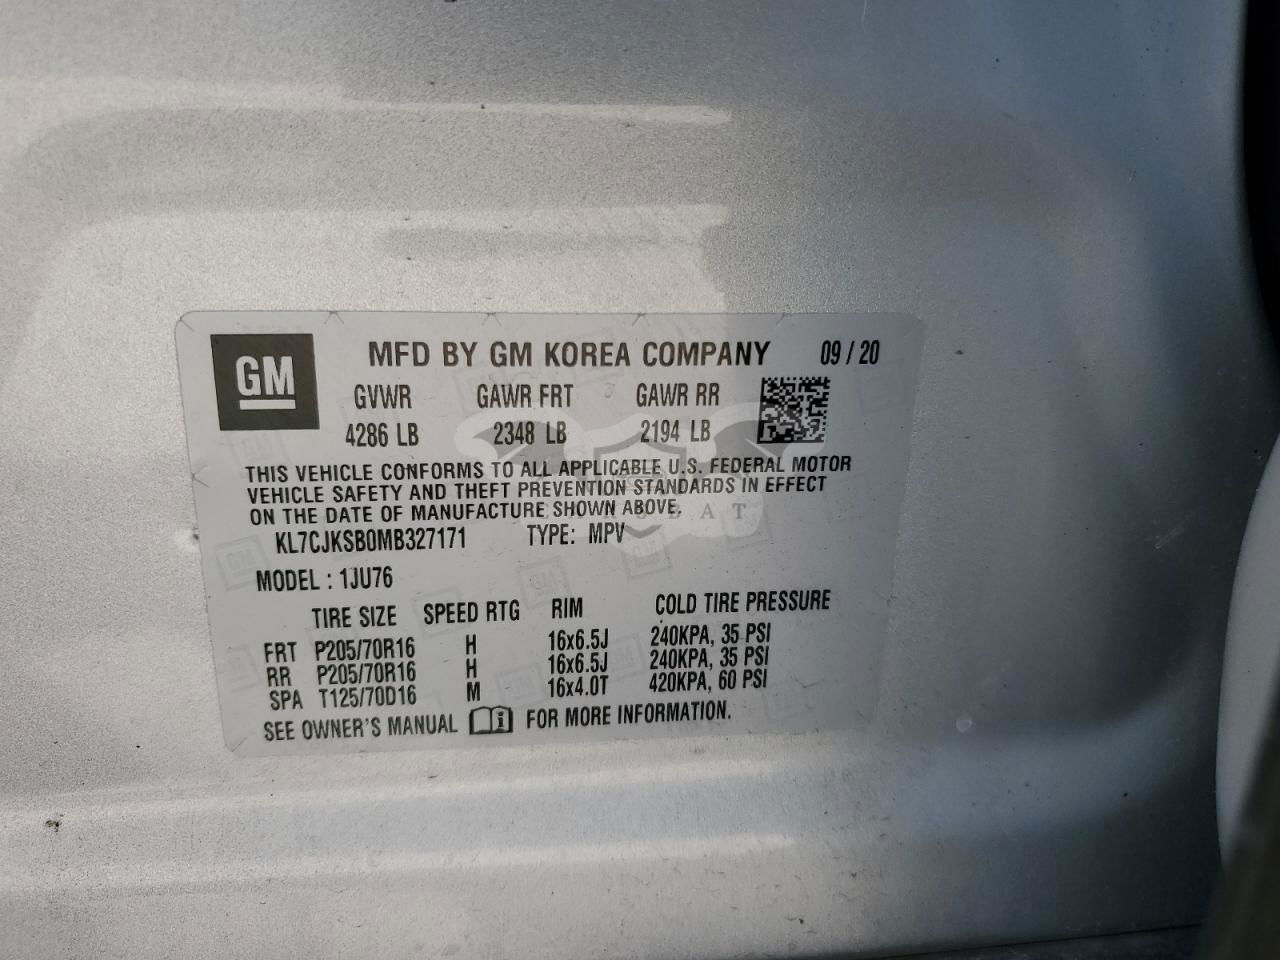 GM MFD BY GM KOREA COMPANY 09 / 20
GVWR GAWR FRT GAWR RR
4286 LB 2348 LB 2194 LB
THIS VEHICLE CONFORMS TO ALL APPLICABLE U.S. FEDERAL MOTOR
VEHICLE SAFETY AND THEFT PREVENTION STANDARDS IN EFFECT
ON THE DATE OF MANUFACTURE SHOWN ABOVE.
KL7CJKSB0MB327171 TYPE: MPV
MODEL : 1JU76
TIRE SIZE SPEED RTG RIM COLD TIRE PRESSURE
FRT P205/70R16 H 16x6.5J 240KPA, 35 PSI
RR P205/70R16 H 16x6.5J 240KPA, 35 PSI
SPA T125/70D16 M 16x4.0T 420KPA, 60 PSI
SEE OWNER'S MANUAL i FOR MORE INFORMATION.